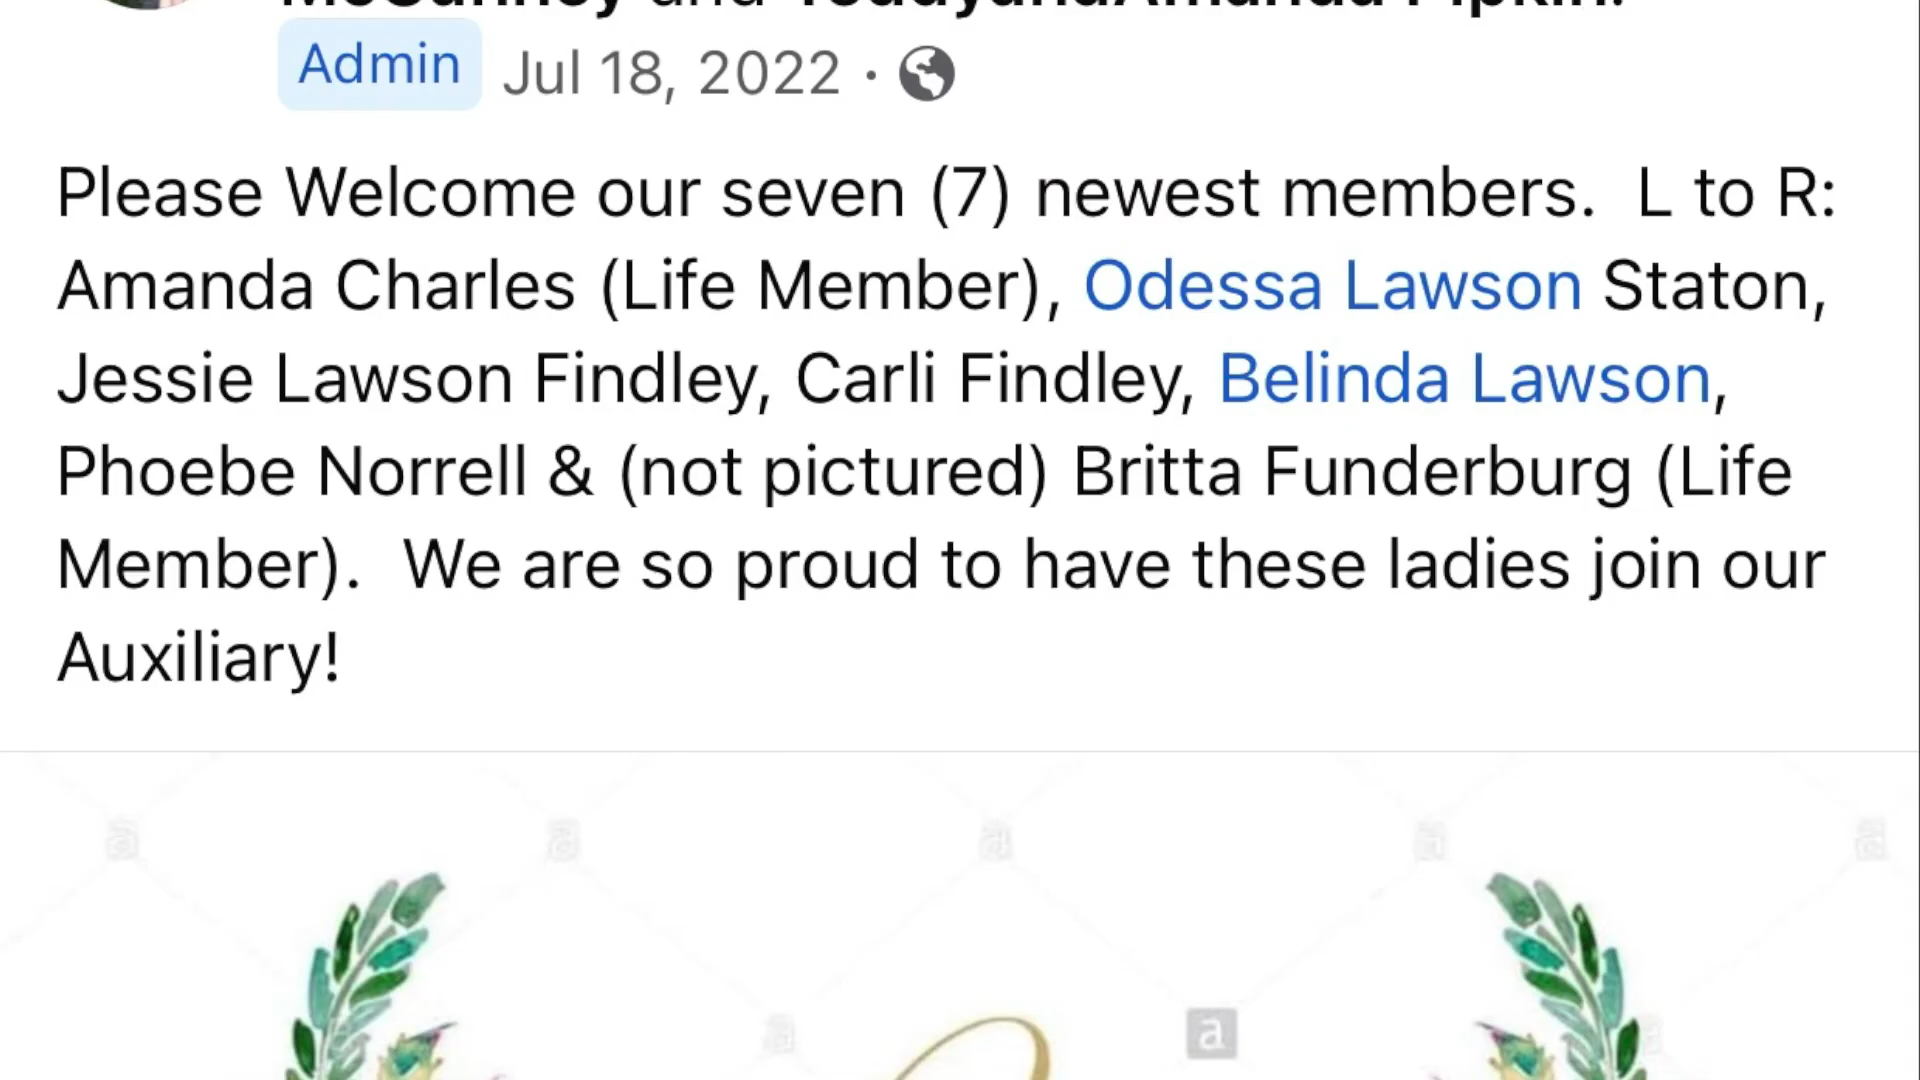 Admin Jul 18, 2022 ·
Please Welcome our seven (7) newest members.  L to R:
Amanda Charles (Life Member), Odessa Lawson Staton,
Jessie Lawson Findley, Carli Findley, Belinda Lawson,
Phoebe Norrell & (not pictured) Britta Funderburg (Life
Member).  We are so proud to have these ladies join our
Auxiliary!
a a a a a
a a